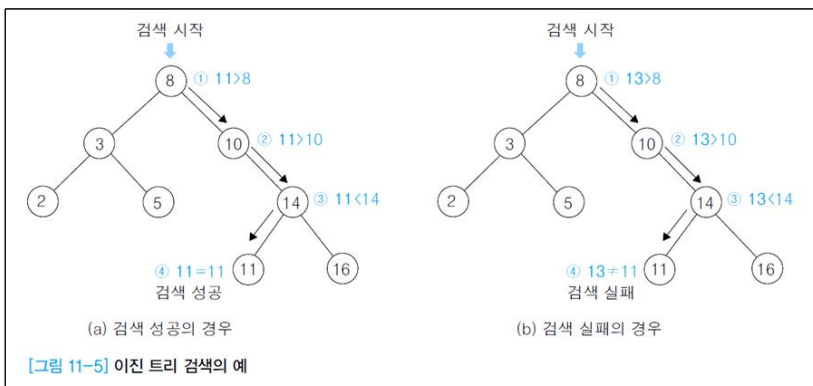 검색 시작
8 ① 11>8
3
10 ② 11>10
2
5
14 ③ 11<14
④ 11=11
11
16
검색 성공
(a) 검색 성공의 경우
검색 시작
8 ① 13>8
3
10 ② 13>10
2
5
14 ③ 13<14
④ 13≠11
11
16
검색 실패
(b) 검색 실패의 경우
[그림 11-5] 이진 트리 검색의 예